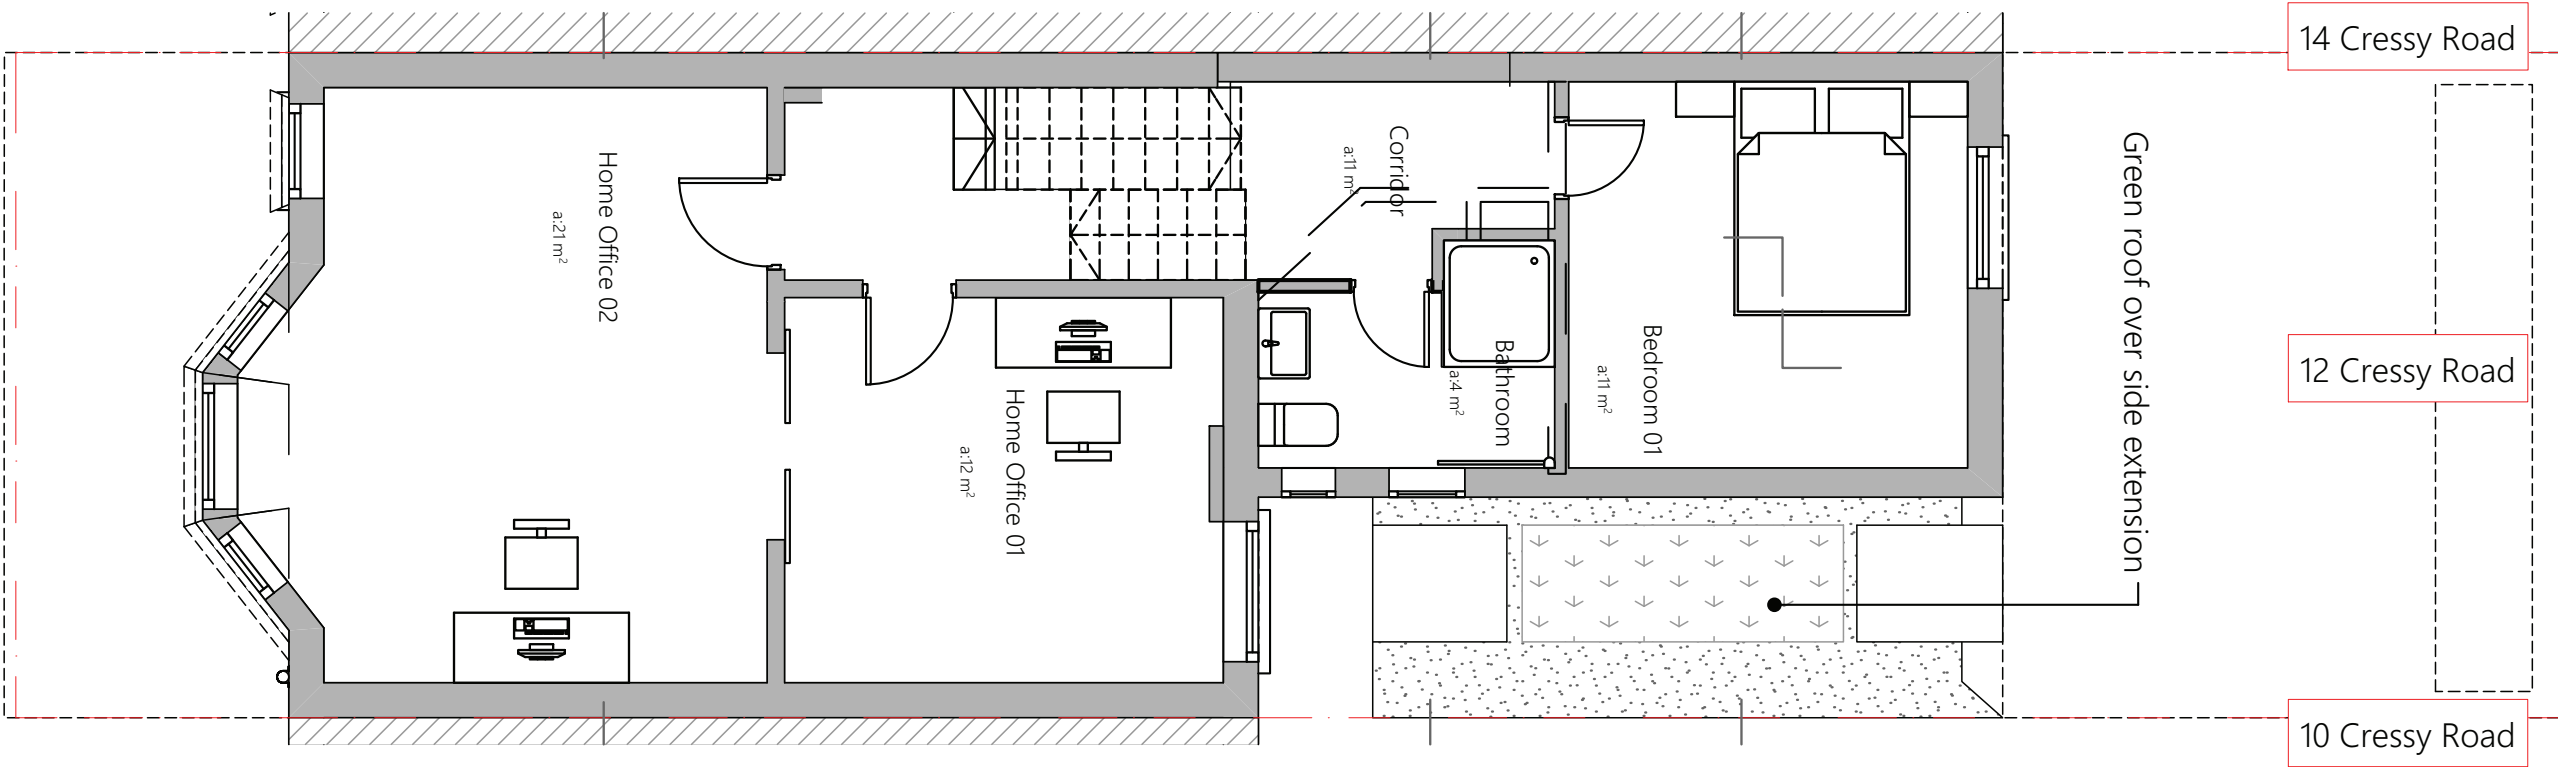 14 Cressy Road
12 Cressy Road
10 Cressy Road
Green roof over side extension
Bedroom 01
a:11 m²
Bathroom
a:4 m²
Corridor
a:11 m²
Home Office 01
a:12 m²
Home Office 02
a:21 m²